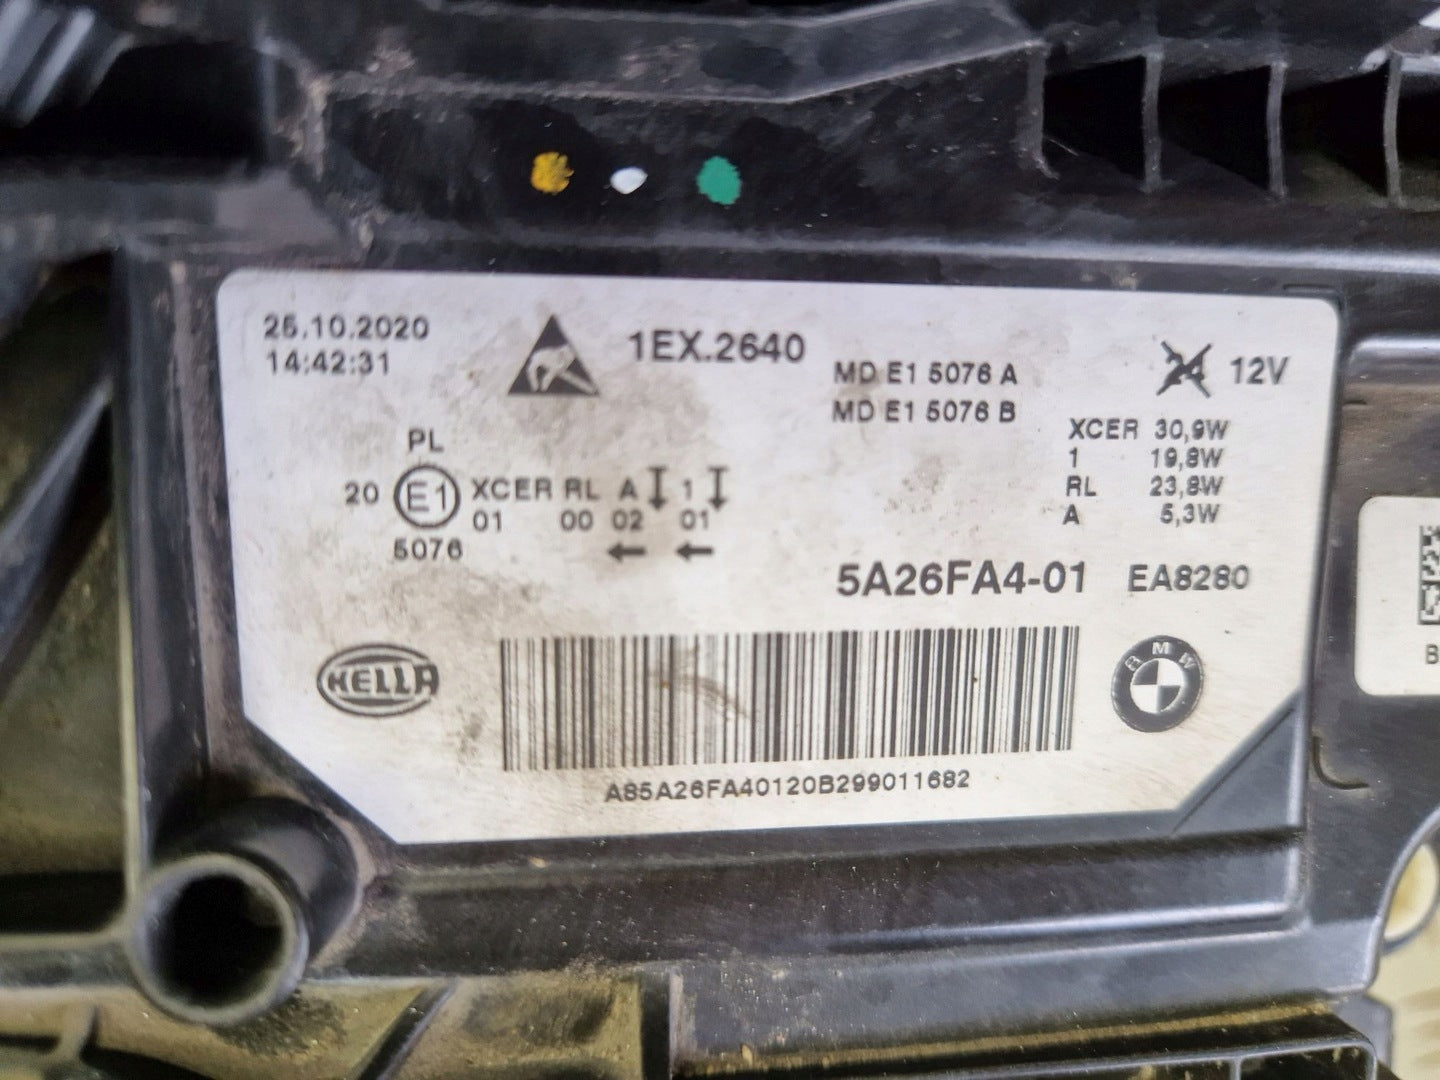 26.10.2020
14:42:31
1EX.2640
MD E1 5076 A
MD E1 5076 B
24 12V
XCER 30,9W
1 19,8W
RL 23,8W
A 5,3W
PL
20 E1 XCER RL A 1
01 00 02 01
5076
5A26FA4-01 EA8280
HELLA
BMW
A85A26FA40120B299011682
B